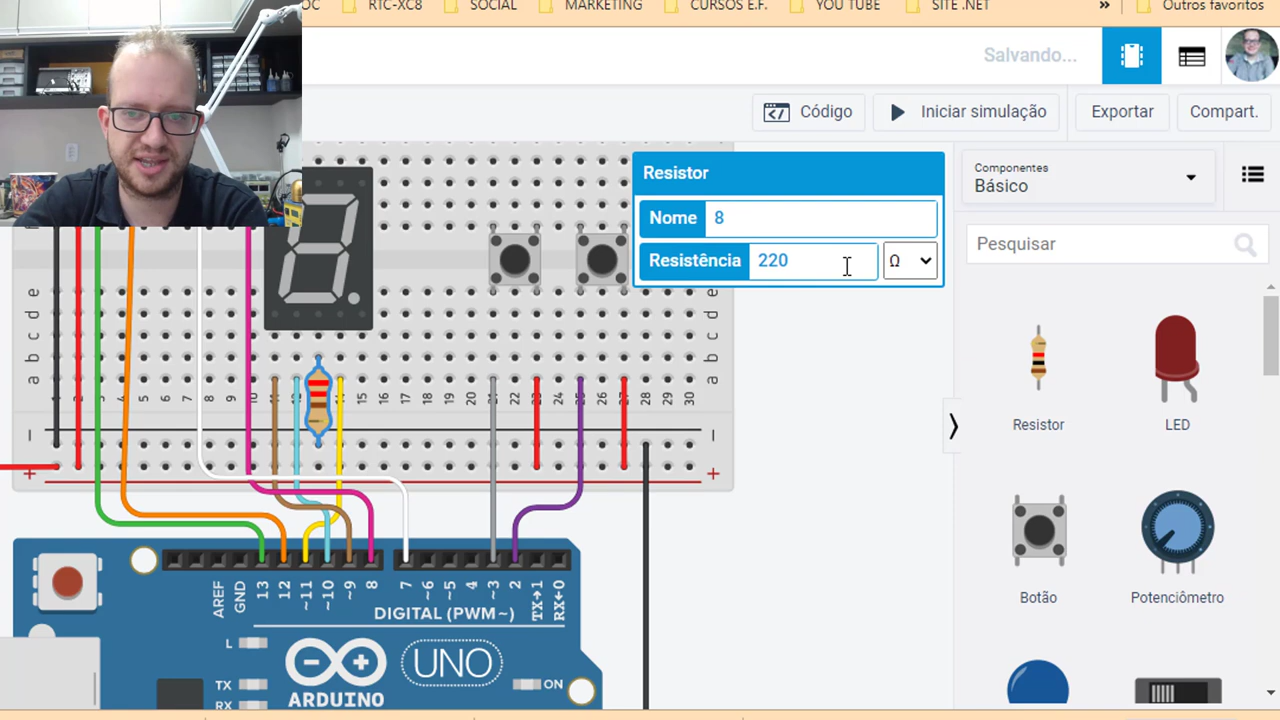 RTC-XC8 SOCIAL MARKETING CURSOS E.F. YOU TUBE SITE .NET » Outros favoritos
Salvando...
Código Iniciar simulação Exportar Compart.
Resistor
Nome 8
Resistência 220 Ω
Componentes
Básico
Pesquisar
Resistor LED
Botão Potenciômetro
e e
d d
c c
b b
a a
− −
+ +
AREF GND 13 12 ~11 ~10 ~9 8 7 ~6 ~5 4 ~3 2 TX→1 RX←0
DIGITAL (PWM~)
L
TX
RX
UNO
ARDUINO
ON